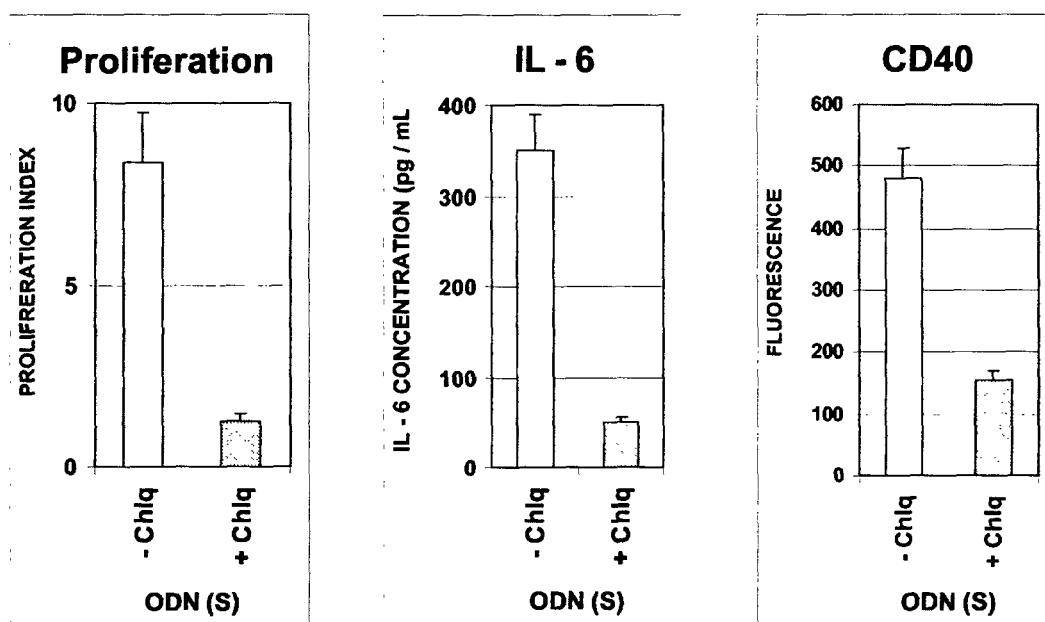 Proliferation
PROLIFRERATION INDEX
10
5
0
- Chlq
+ Chlq
ODN (S)
IL - 6
IL - 6 CONCENTRATION (pg / mL
400
300
200
100
0
- Chlq
+ Chlq
ODN (S)
CD40
FLUORESCENCE
600
500
400
300
200
100
0
- Chlq
+ Chlq
ODN (S)